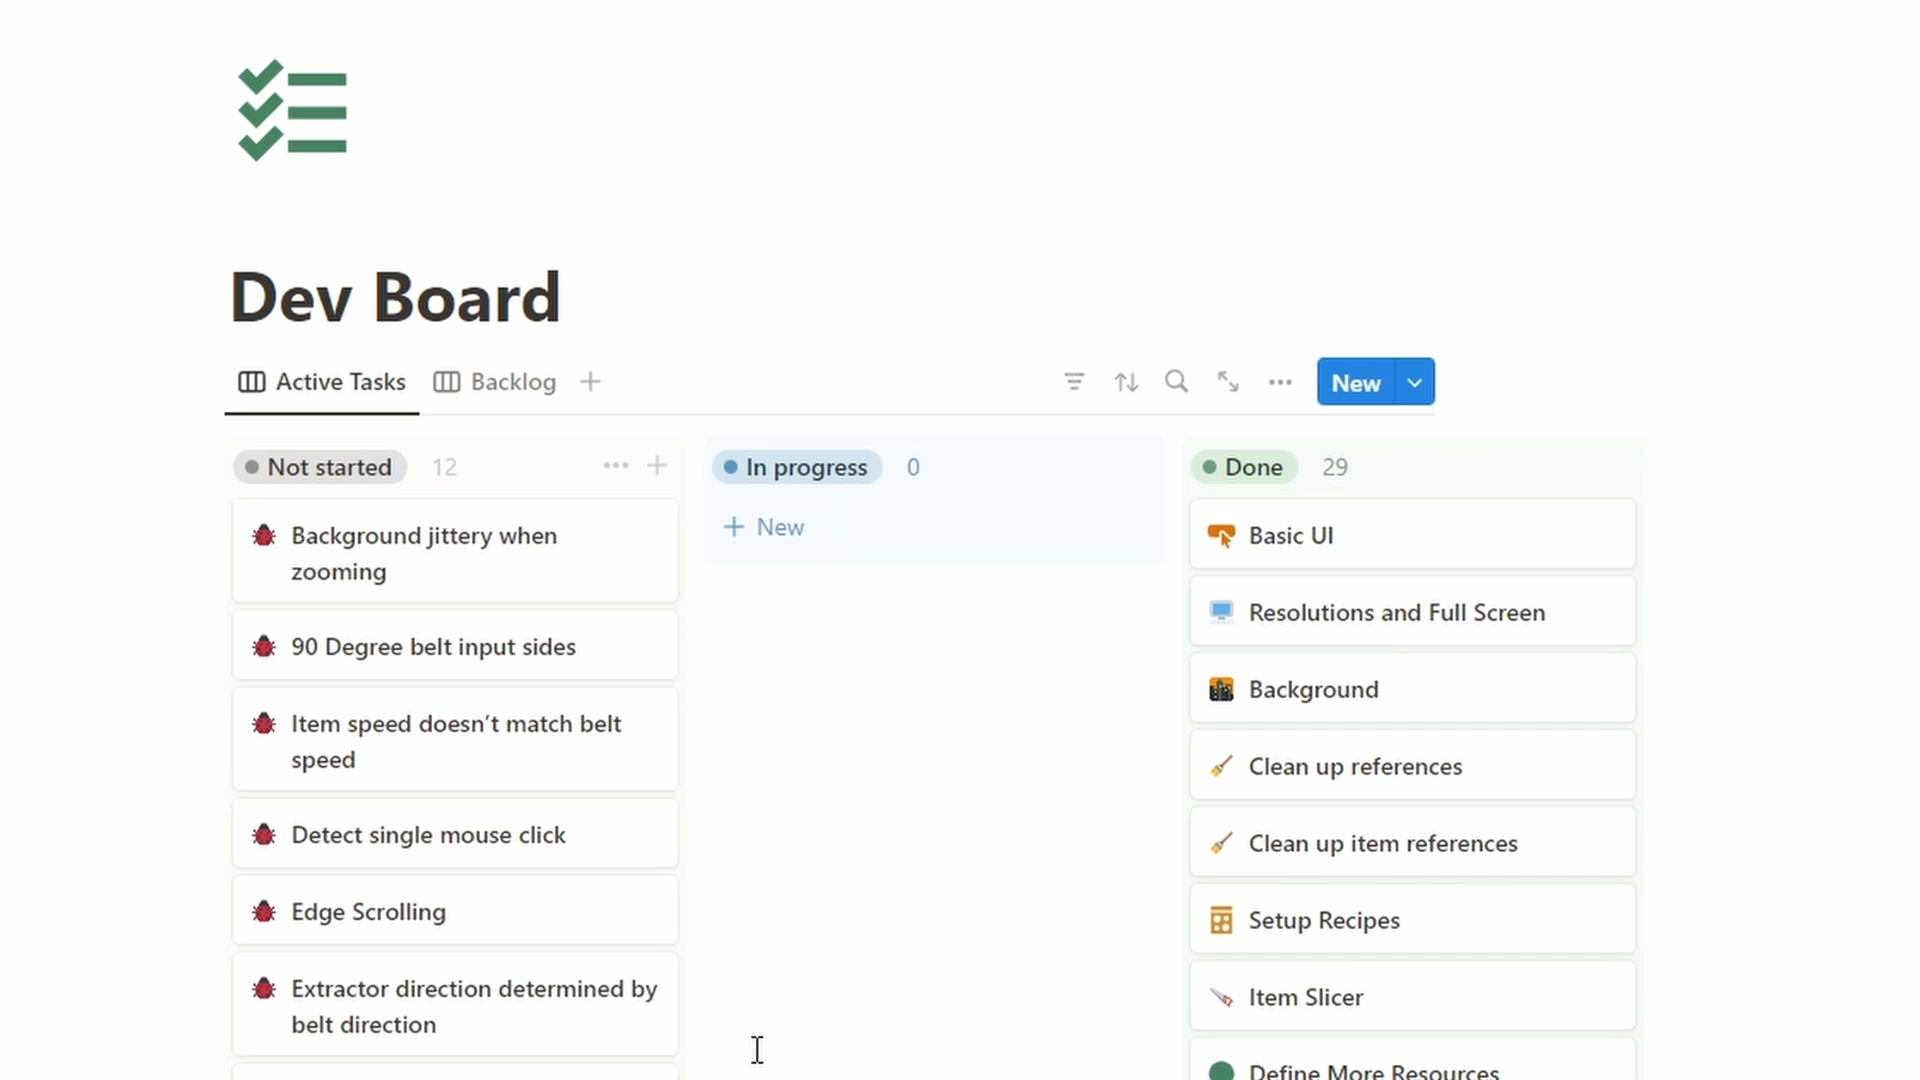 Dev Board
Active Tasks
Backlog
New
Not started 12
Background jittery when
zooming
90 Degree belt input sides
Item speed doesn’t match belt
speed
Detect single mouse click
Edge Scrolling
Extractor direction determined by
belt direction
In progress 0
New
Done 29
Basic UI
Resolutions and Full Screen
Background
Clean up references
Clean up item references
Setup Recipes
Item Slicer
Define More Resources